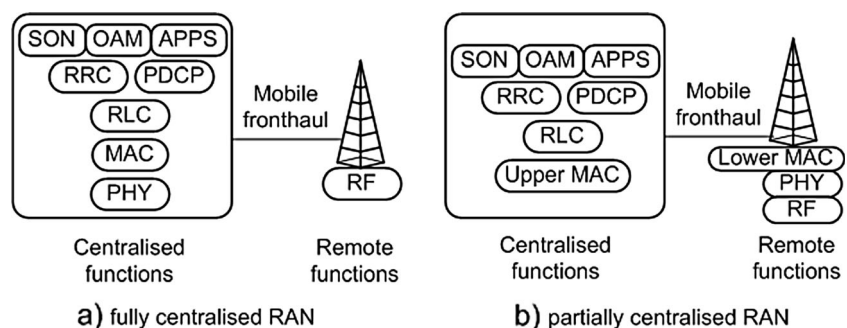 SON OAM APPS
RRC PDCP
RLC
MAC
PHY
Mobile
fronthaul
RF
Centralised
functions
Remote
functions
a) fully centralised RAN
SON OAM APPS
RRC PDCP
RLC
Upper MAC
Mobile
fronthaul
Lower MAC
PHY
RF
Centralised
functions
Remote
functions
b) partially centralised RAN